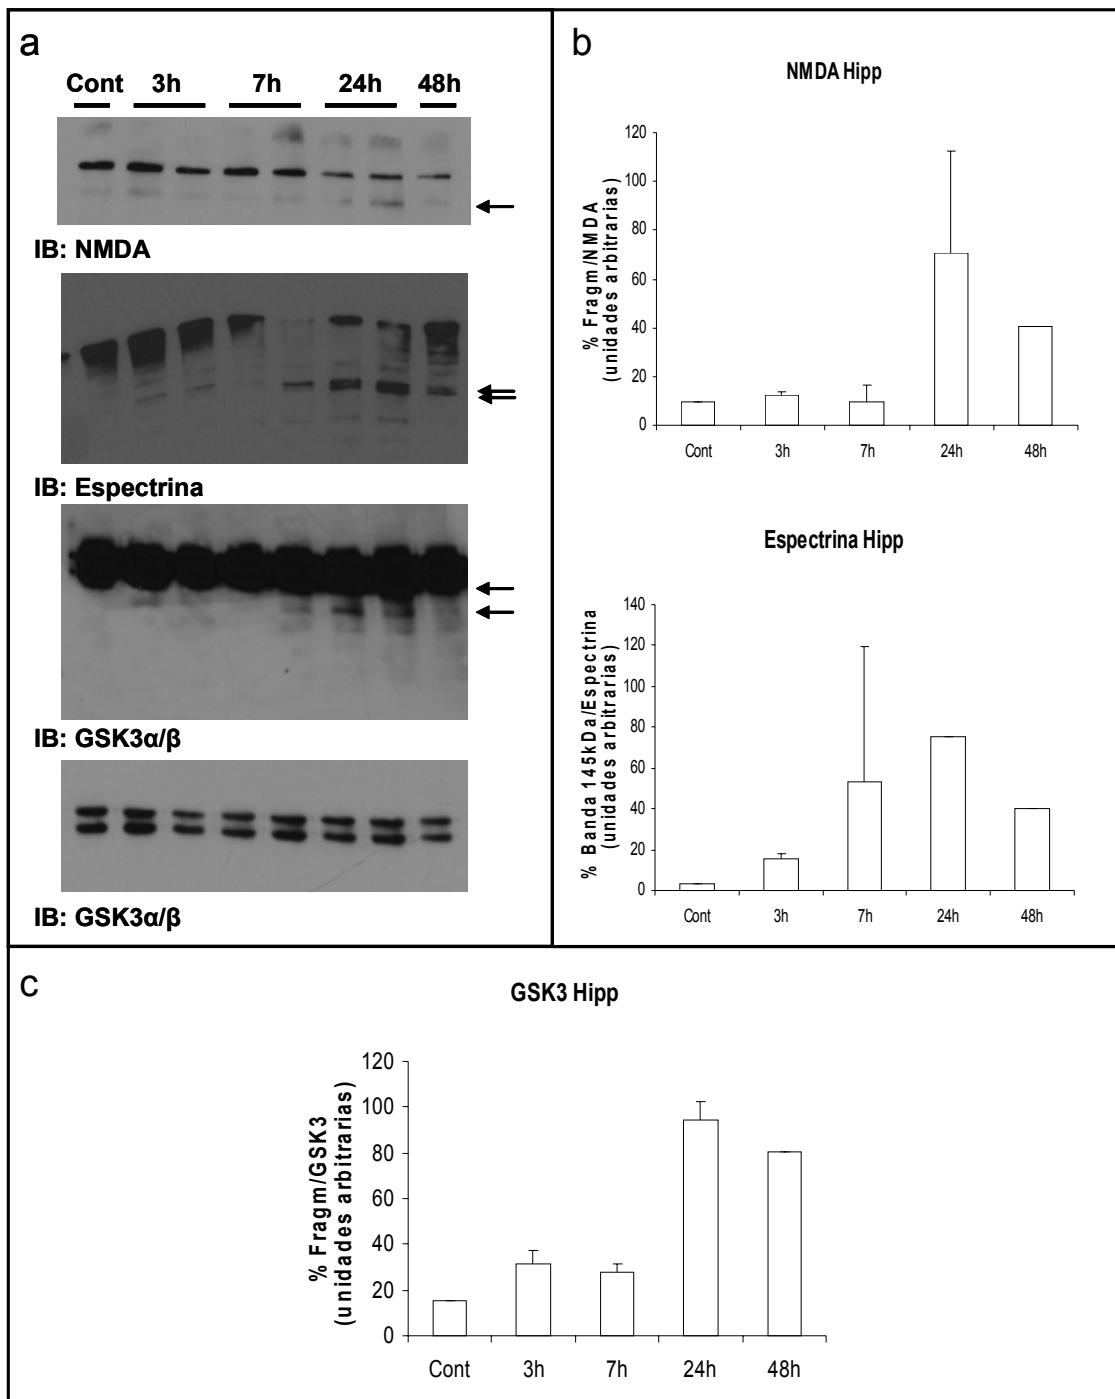 a
Cont 3h 7h 24h 48h
IB: NMDA
IB: Espectrina
IB: GSK3α/β
IB: GSK3α/β
b
NMDA Hipp
% Fragm/NMDA
(unidades arbitrarias)
120
100
80
60
40
20
0
Cont 3h 7h 24h 48h
Espectrina Hipp
% Banda 145kDa/Espectrina
(unidades arbitrarias)
140
120
100
80
60
40
20
0
Cont 3h 7h 24h 48h
c
GSK3 Hipp
% Fragm/GSK3
(unidades arbitrarias)
120
100
80
60
40
20
0
Cont 3h 7h 24h 48h